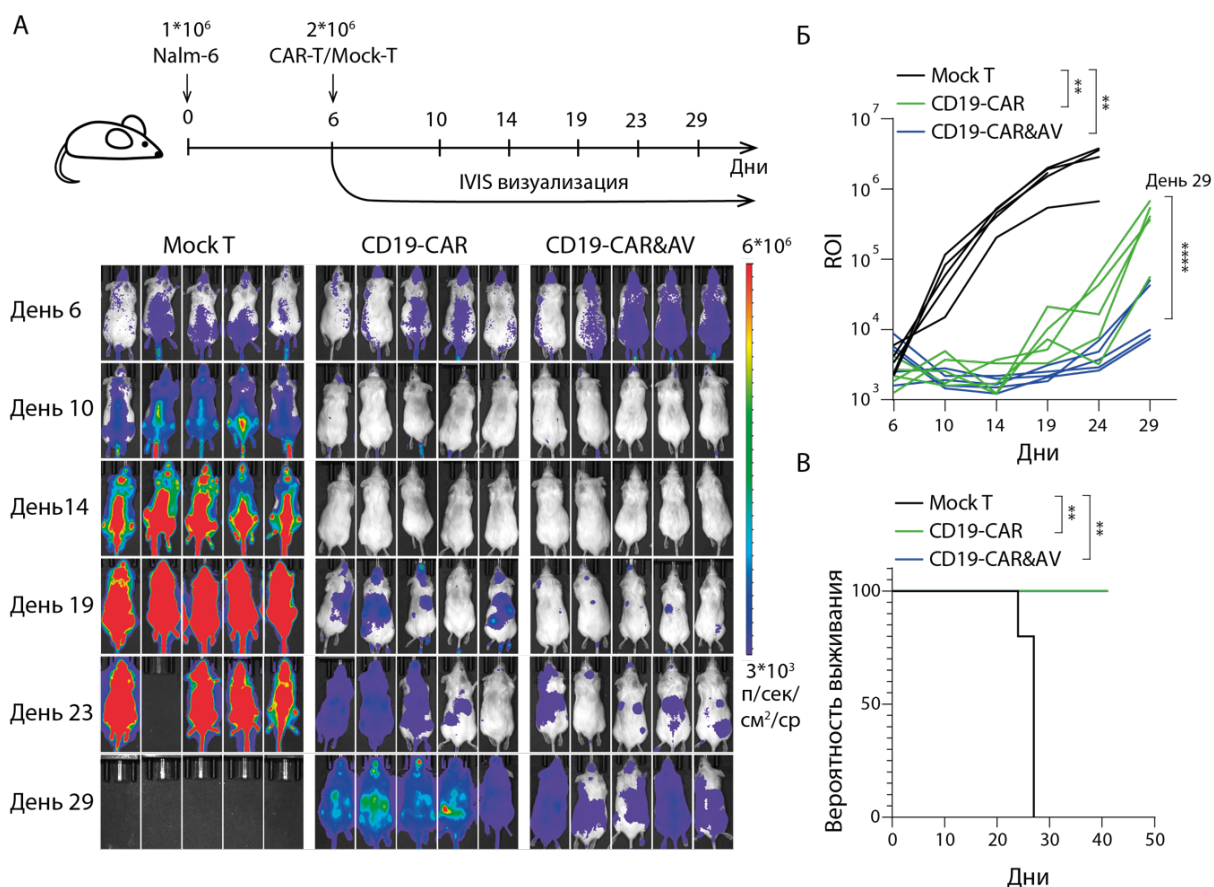 А
1*10⁶
Nalm-6
2*10⁶
CAR-T/Mock-T
0
6
10
14
19
23
29
Дни
IVIS визуализация
Mock T
CD19-CAR
CD19-CAR&AV
6*10⁶
День 6
День 10
День14
День 19
День 23
День 29
3*10³
п/сек/
см²/ср
Б
Mock T
CD19-CAR
CD19-CAR&AV
**
**
День 29
****
ROI
10⁷
10⁶
10⁵
10⁴
10³
6
10
14
19
24
29
Дни
В
Mock T
CD19-CAR
CD19-CAR&AV
**
**
Вероятность выживания
100
50
0
0
10
20
30
40
50
Дни